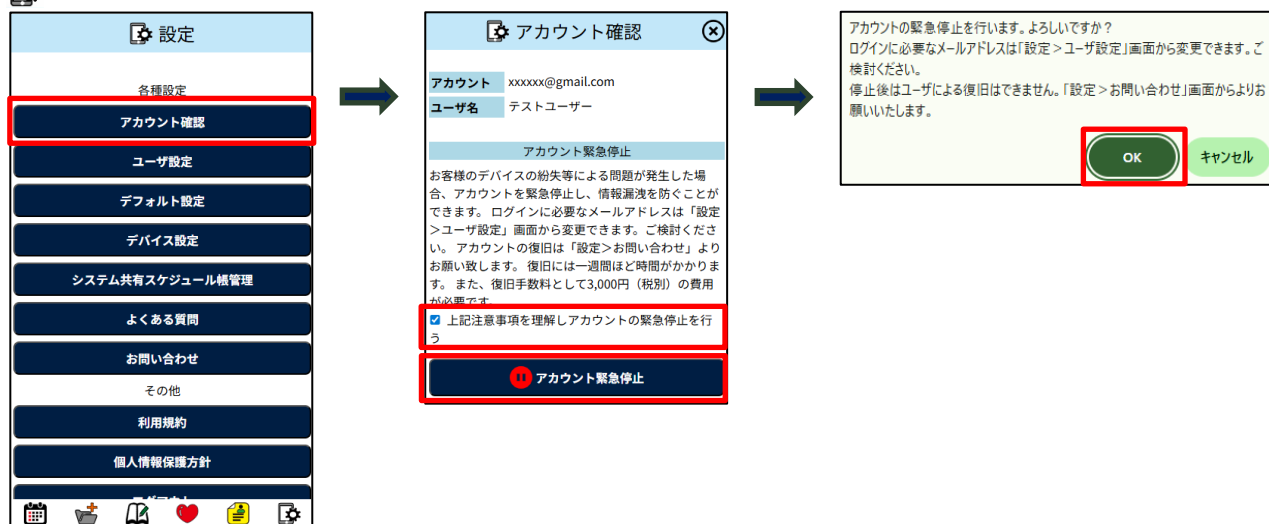 設定
各種設定
アカウント確認
ユーザ設定
デフォルト設定
デバイス設定
システム共有スケジュール帳管理
よくある質問
お問い合わせ
その他
利用規約
個人情報保護方針
アカウント確認
アカウント xxxxxx@gmail.com
ユーザ名 テストユーザー
アカウント緊急停止
お客様のデバイスの紛失等による問題が発生した場
合、アカウントを緊急停止し、情報漏洩を防ぐことが
できます。 ログインに必要なメールアドレスは「設定
＞ユーザ設定」画面から変更できます。ご検討くださ
い。 アカウントの復旧は「設定＞お問い合わせ」より
お願い致します。 復旧には一週間ほど時間がかかりま
す。 また、復旧手数料として3,000円（税別）の費用
が必要です。
上記注意事項を理解しアカウントの緊急停止を行
う
アカウント緊急停止
アカウントの緊急停止を行います。よろしいですか？
ログインに必要なメールアドレスは「設定＞ユーザ設定」画面から変更できます。ご
検討ください。
停止後はユーザによる復旧はできません。「設定＞お問い合わせ」画面からよりお
願いいたします。
OK キャンセル